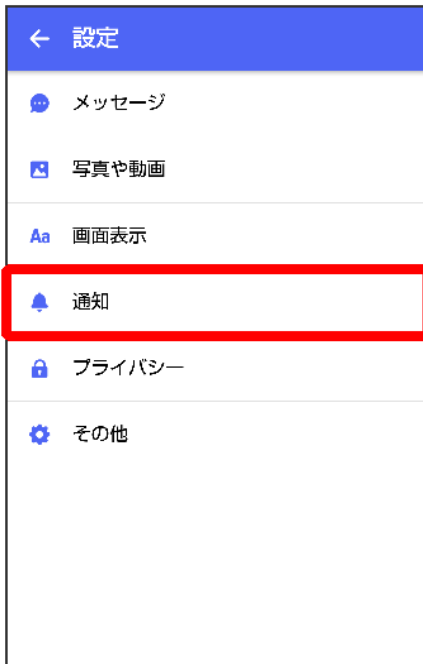 設定
メッセージ
写真や動画
Aa 画面表示
通知
プライバシー
その他